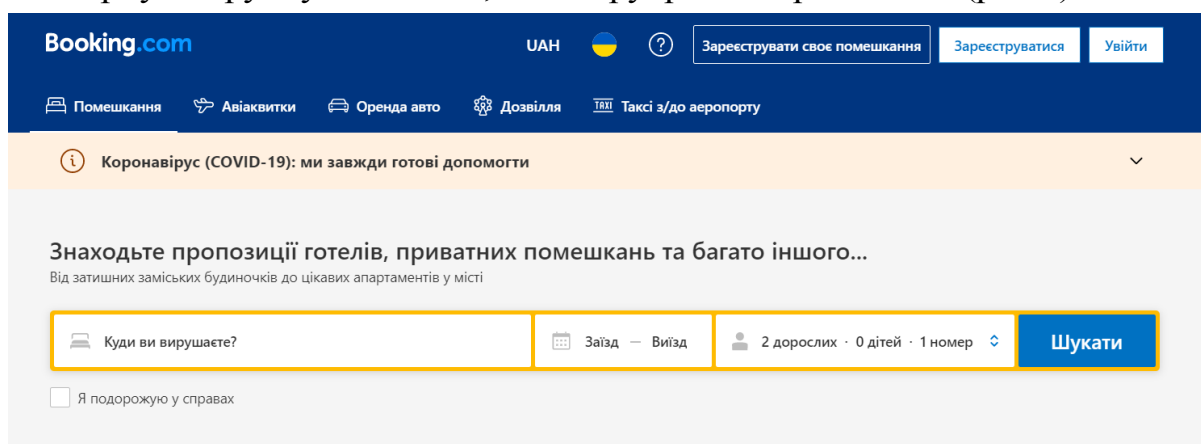 Booking.com
UAH
Зареєструвати своє помешкання
Зареєструватися
Увійти
Помешкання
Авіаквитки
Оренда авто
Дозвілля
TAXI Таксі з/до аеропорту
Коронавірус (COVID-19): ми завжди готові допомогти
Знаходьте пропозиції готелів, приватних помешкань та багато іншого...
Від затишних заміських будиночків до цікавих апартаментів у місті
Куди ви вирушаєте?
Заїзд — Виїзд
2 дорослих · 0 дітей · 1 номер
Шукати
Я подорожую у справах